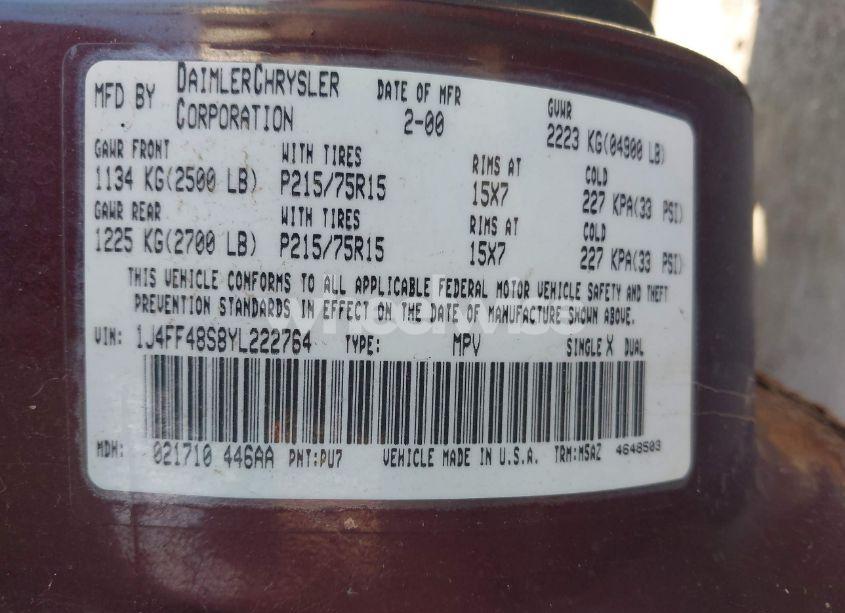 MFD BY DAIMLERCHRYSLER CORPORATION
DATE OF MFR 2-00
GVWR 2223 KG(04900 LB)
GAWR FRONT WITH TIRES RIMS AT COLD
1134 KG(2500 LB) P215/75R15 15X7 227 KPA(33 PSI)
GAWR REAR WITH TIRES RIMS AT COLD
1225 KG(2700 LB) P215/75R15 15X7 227 KPA(33 PSI)
THIS VEHICLE CONFORMS TO ALL APPLICABLE FEDERAL MOTOR VEHICLE SAFETY AND THEFT
PREVENTION STANDARDS IN EFFECT ON THE DATE OF MANUFACTURE SHOWN ABOVE.
VIN: 1J4FF48S8YL222764 TYPE: MPV SINGLE X DUAL
MDH: 021710 446AA PNT:PU7 VEHICLE MADE IN U.S.A. TRM:M5AZ 4648503